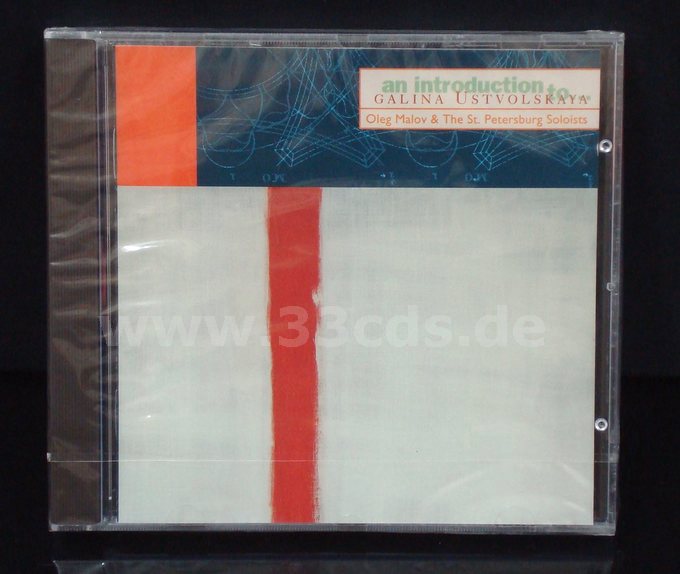 an introduction to...
GALINA USTVOLSKAYA
Oleg Malov & The St. Petersburg Soloists
www.33cds.de